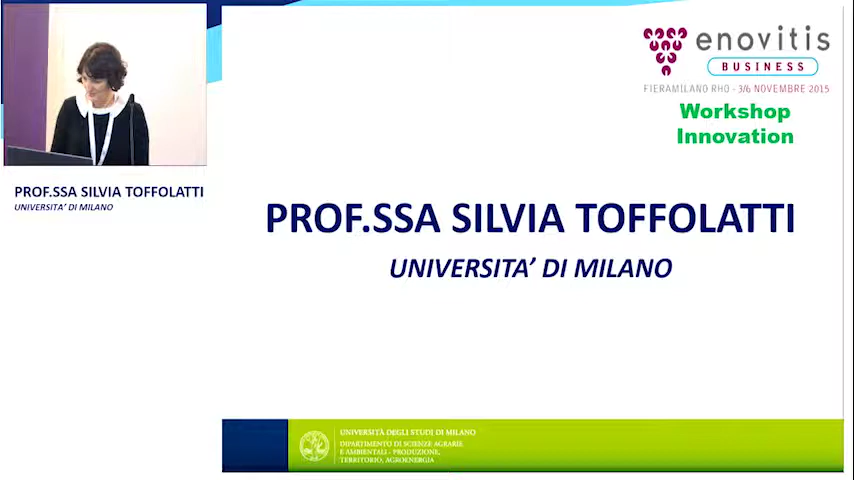 enovitis
BUSINESS
FIERAMILANO RHO - 3/6 NOVEMBRE 2015
Workshop
Innovation
PROF.SSA SILVIA TOFFOLATTI
UNIVERSITA’ DI MILANO
PROF.SSA SILVIA TOFFOLATTI
UNIVERSITA’ DI MILANO
UNIVERSITÀ DEGLI STUDI DI MILANO
DIPARTIMENTO DI SCIENZE AGRARIE
E AMBIENTALI - PRODUZIONE,
TERRITORIO, AGROENERGIA